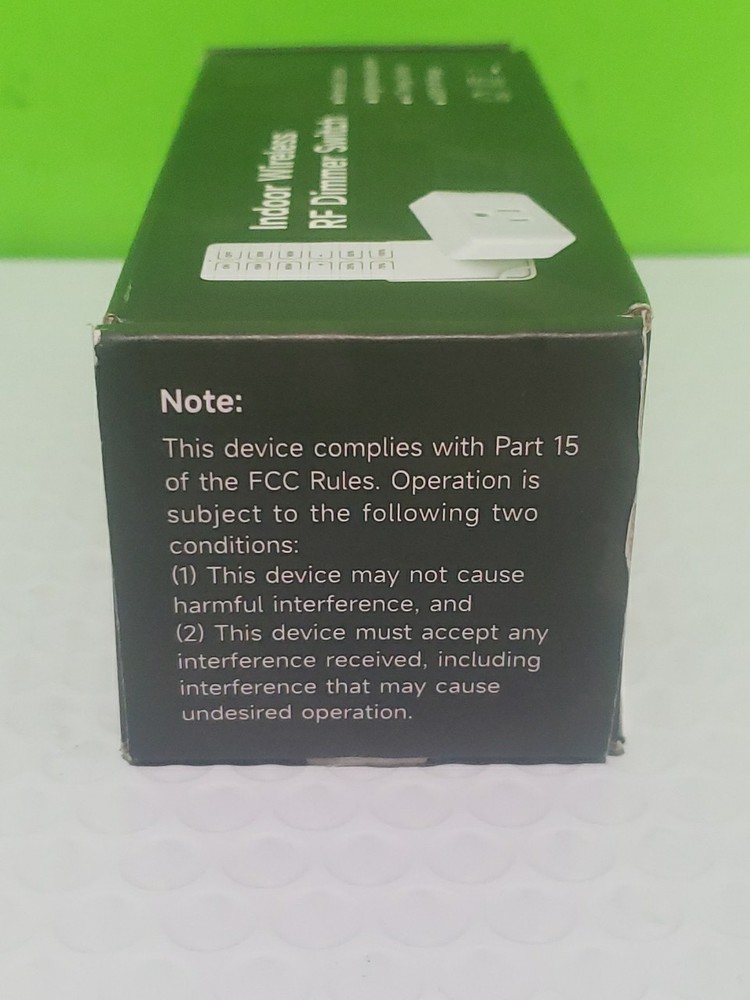 Indoor Wireless
RF Dimmer Switch
Note:
This device complies with Part 15
of the FCC Rules. Operation is
subject to the following two
conditions:
(1) This device may not cause
harmful interference, and
(2) This device must accept any
interference received, including
interference that may cause
undesired operation.